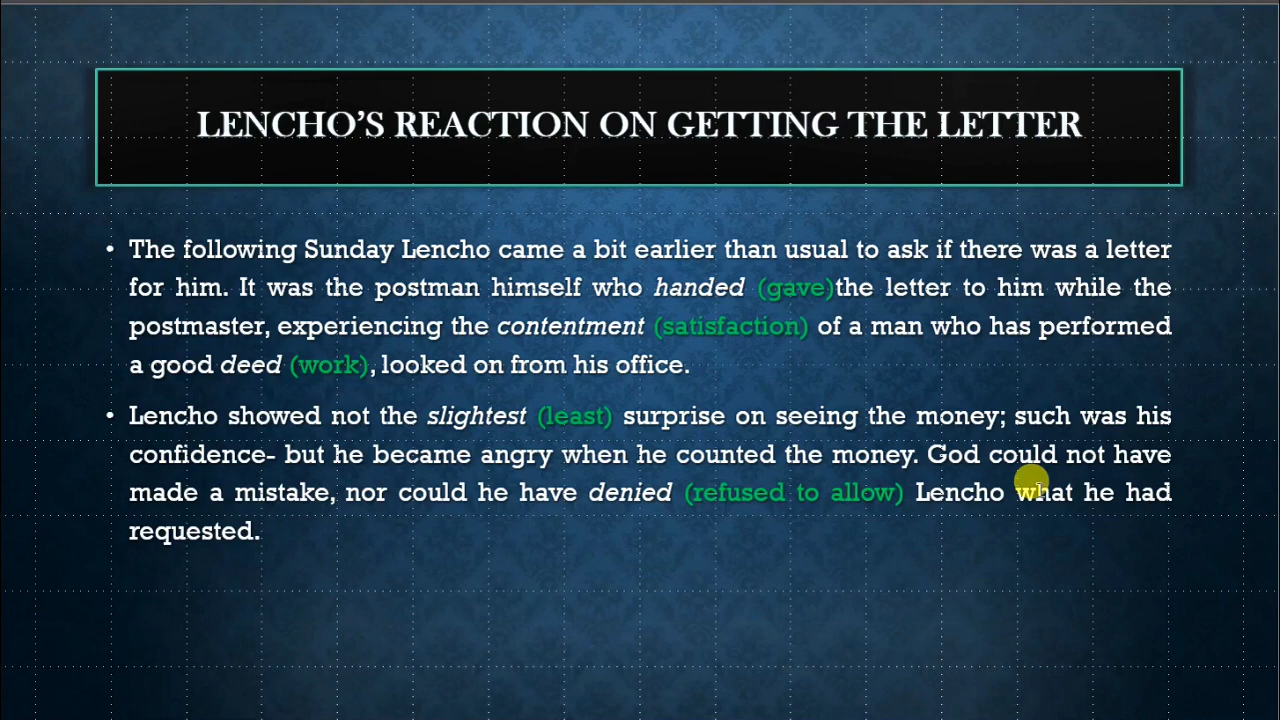 LENCHO'S REACTION ON GETTING THE LETTER
• The following Sunday Lencho came a bit earlier than usual to ask if there was a letter
for him. It was the postman himself who handed (gave)the letter to him while the
postmaster, experiencing the contentment (satisfaction) of a man who has performed
a good deed (work), looked on from his office.
• Lencho showed not the slightest (least) surprise on seeing the money; such was his
confidence- but he became angry when he counted the money. God could not have
made a mistake, nor could he have denied (refused to allow) Lencho what he had
requested.